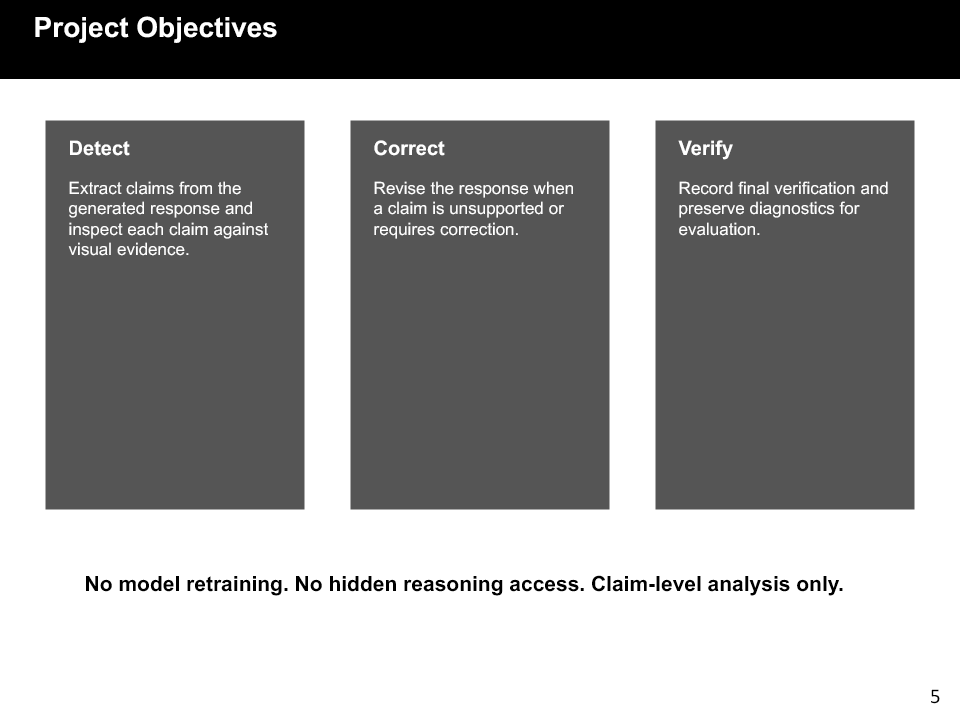 Project Objectives
Detect
Extract claims from the
generated response and
inspect each claim against
visual evidence.
Correct
Revise the response when
a claim is unsupported or
requires correction.
Verify
Record final verification and
preserve diagnostics for
evaluation.
No model retraining. No hidden reasoning access. Claim-level analysis only.
5